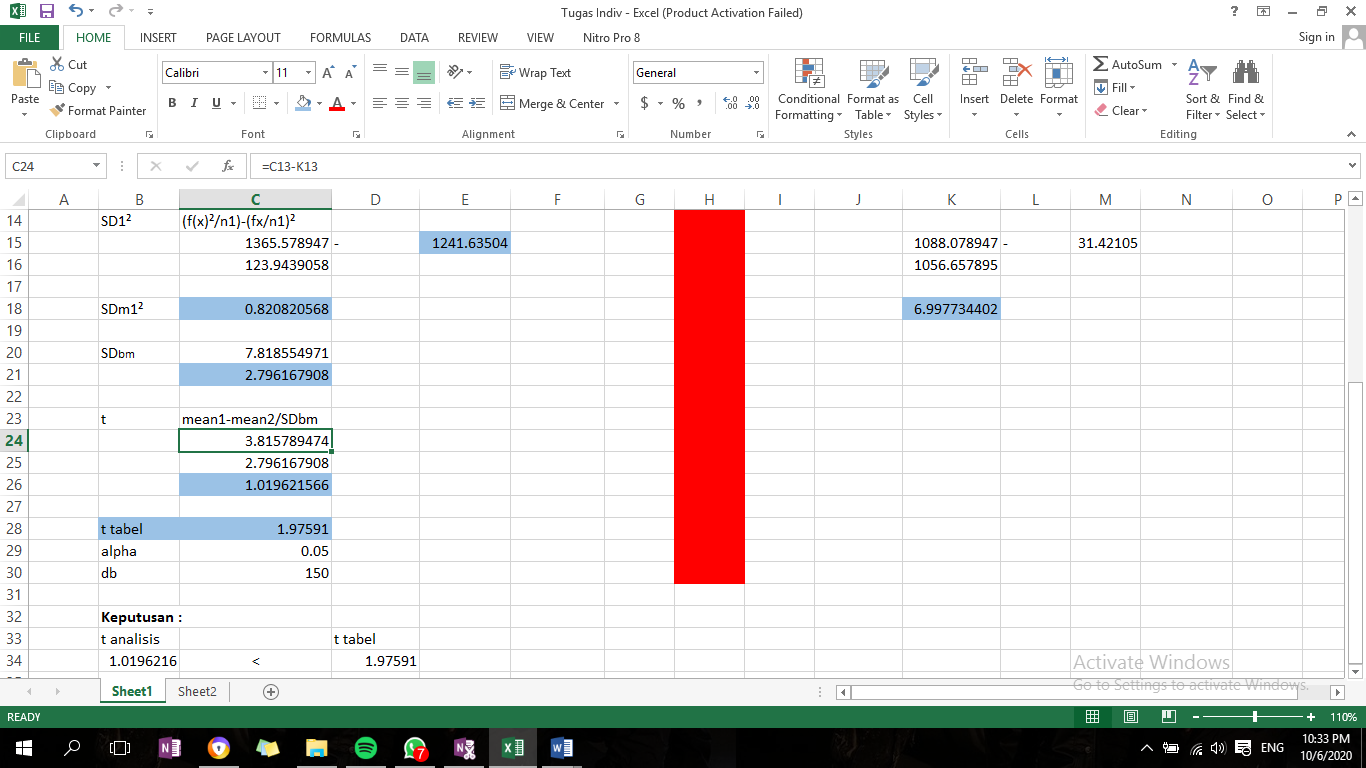 Tugas Indiv - Excel (Product Activation Failed)
FILE HOME INSERT PAGE LAYOUT FORMULAS DATA REVIEW VIEW Nitro Pro 8 Sign in
Paste
Cut
Copy
Format Painter
Calibri 11
B I U
Wrap Text
Merge & Center
General
$ % ,
Conditional Formatting
Format as Table
Cell Styles
Insert
Delete
Format
AutoSum
Fill
Clear
Sort & Filter
Find & Select
Clipboard Font Alignment Number Styles Cells Editing
C24 fx =C13-K13
A B C D E F G H I J K L M N O P
14 SD1² (f(x)²/n1)-(fx/n1)²
15 1365.578947 - 1241.63504 1088.078947 - 31.42105
16 123.9439058 1056.657895
17
18 SDm1² 0.820820568 6.997734402
19
20 SDbm 7.818554971
21 2.796167908
22
23 t mean1-mean2/SDbm
24 3.815789474
25 2.796167908
26 1.019621566
27
28 t tabel 1.97591
29 alpha 0.05
30 db 150
31
32 Keputusan :
33 t analisis t tabel
34 1.0196216 < 1.97591
Activate Windows
Go to Settings to activate Windows.
Sheet1 Sheet2
READY 110%
7
ENG
10:33 PM
10/6/2020